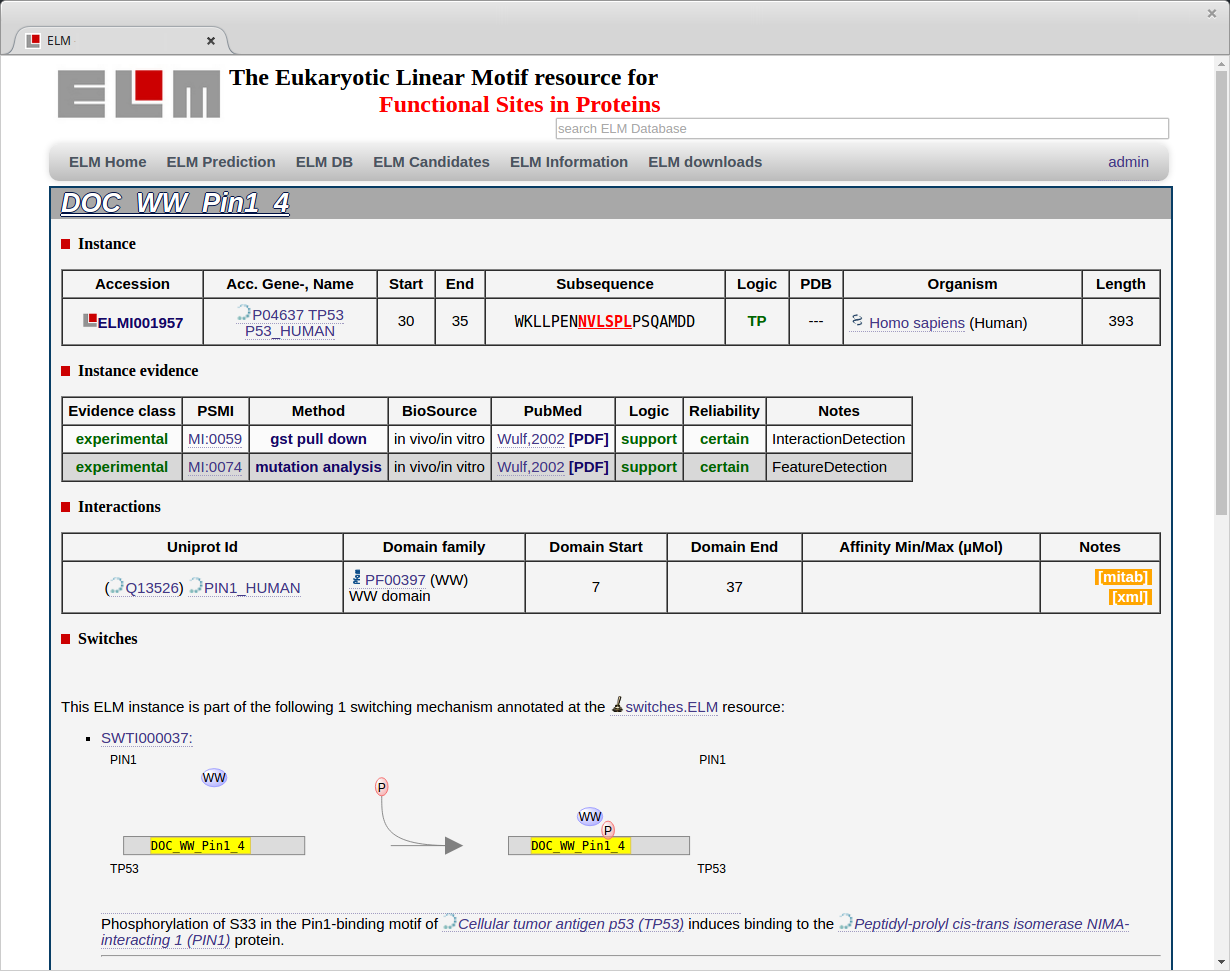 ELM
ELM
The Eukaryotic Linear Motif resource for
Functional Sites in Proteins
search ELM Database
ELM Home ELM Prediction ELM DB ELM Candidates ELM Information ELM downloads admin
DOC_WW_Pin1_4
Instance
Accession Acc. Gene-, Name Start End Subsequence Logic PDB Organism Length
ELMI001957 P04637 TP53 30 35 WKLLPENNVLSPLPSQAMDD TP --- Homo sapiens (Human) 393
P53_HUMAN
Instance evidence
Evidence class PSMI Method BioSource PubMed Logic Reliability Notes
experimental MI:0059 gst pull down in vivo/in vitro Wulf,2002 [PDF] support certain InteractionDetection
experimental MI:0074 mutation analysis in vivo/in vitro Wulf,2002 [PDF] support certain FeatureDetection
Interactions
Uniprot Id Domain family Domain Start Domain End Affinity Min/Max (µMol) Notes
(Q13526) PIN1_HUMAN PF00397 (WW) 7 37 [mitab]
WW domain [xml]
Switches
This ELM instance is part of the following 1 switching mechanism annotated at the switches.ELM resource:
SWTI000037:
PIN1 PIN1
WW
P
WW
P
DOC_WW_Pin1_4 DOC_WW_Pin1_4
TP53 TP53
Phosphorylation of S33 in the Pin1-binding motif of Cellular tumor antigen p53 (TP53) induces binding to the Peptidyl-prolyl cis-trans isomerase NIMA-
interacting 1 (PIN1) protein.